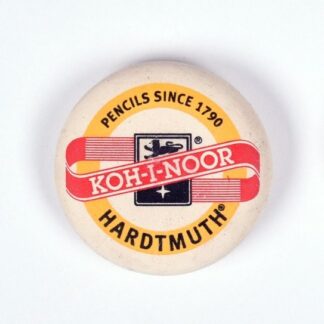 PENCILS SINCE 1790
®
KOH-I-NOOR
HARDTMUTH®